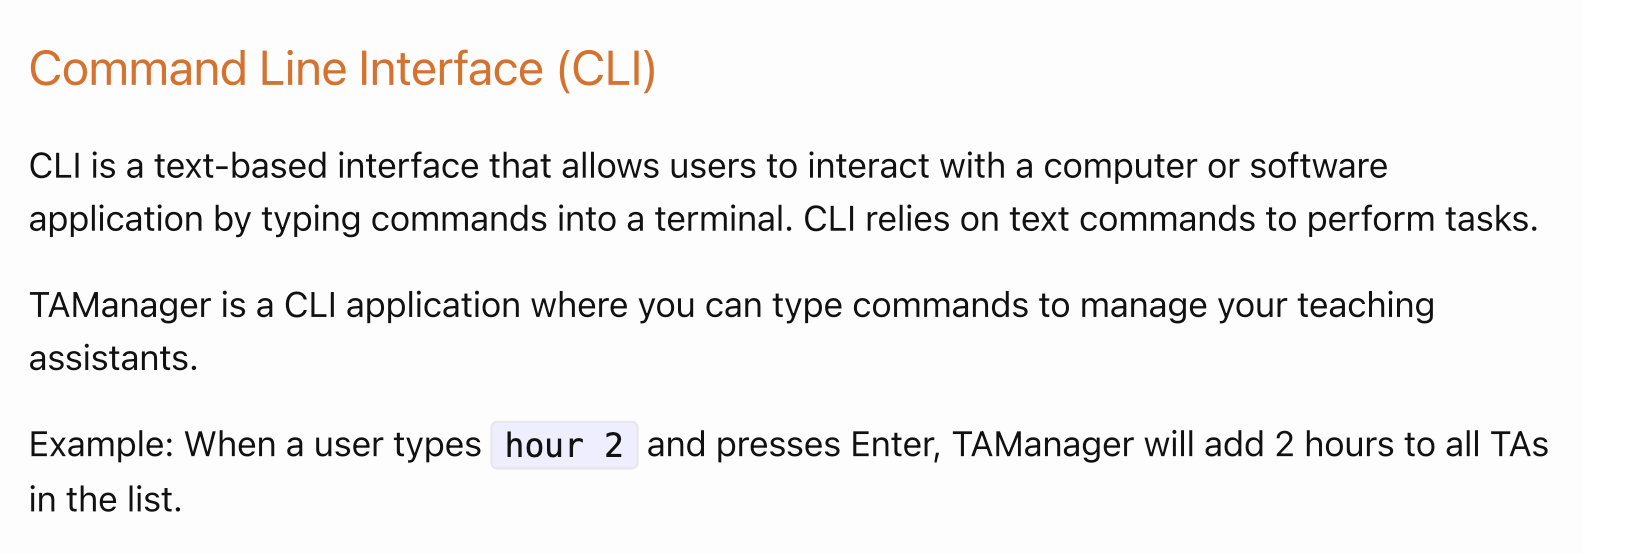 Command Line Interface (CLI)
CLI is a text-based interface that allows users to interact with a computer or software
application by typing commands into a terminal. CLI relies on text commands to perform tasks.
TAManager is a CLI application where you can type commands to manage your teaching
assistants.
Example: When a user types hour 2 and presses Enter, TAManager will add 2 hours to all TAs
in the list.